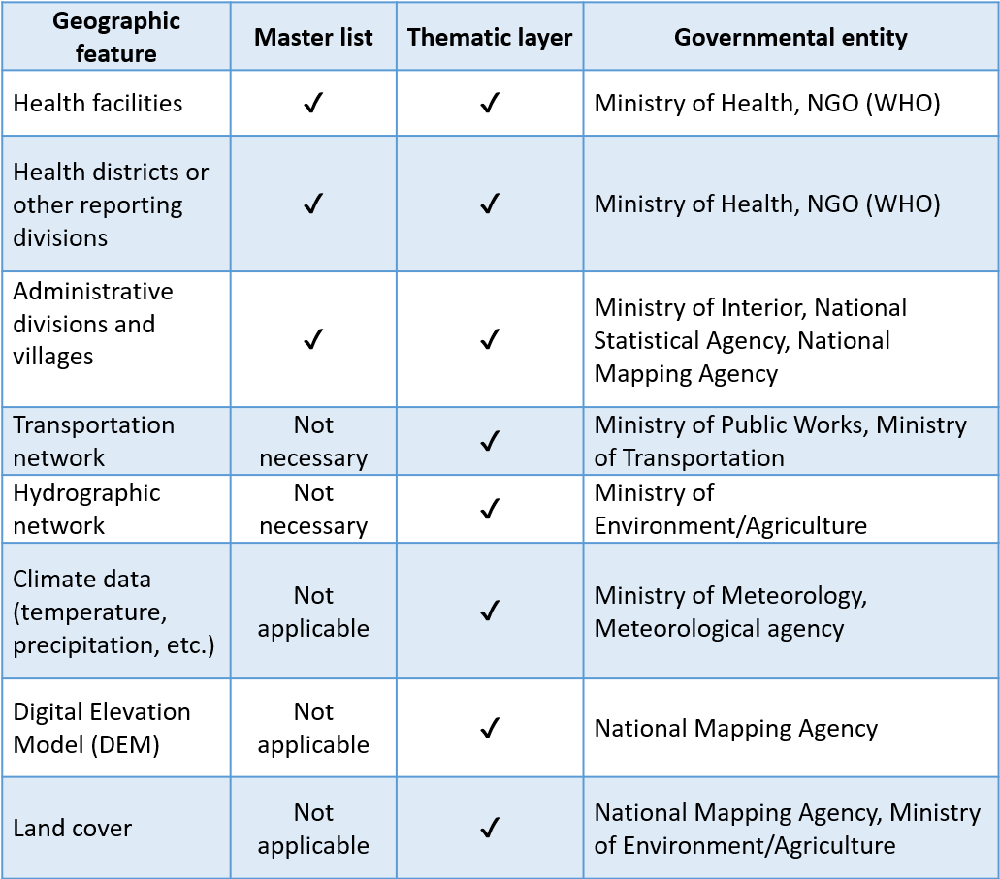 Geographic
feature
Master list
Thematic layer
Governmental entity
Health facilities
✓
✓
Ministry of Health, NGO (WHO)
Health districts or
other reporting
divisions
✓
✓
Ministry of Health, NGO (WHO)
Administrative
divisions and
villages
✓
✓
Ministry of Interior, National
Statistical Agency, National
Mapping Agency
Transportation
network
Not
necessary
✓
Ministry of Public Works, Ministry
of Transportation
Hydrographic
network
Not
necessary
✓
Ministry of
Environment/Agriculture
Climate data
(temperature,
precipitation, etc.)
Not
applicable
✓
Ministry of Meteorology,
Meteorological agency
Digital Elevation
Model (DEM)
Not
applicable
✓
National Mapping Agency
Land cover
Not
applicable
✓
National Mapping Agency, Ministry
of Environment/Agriculture